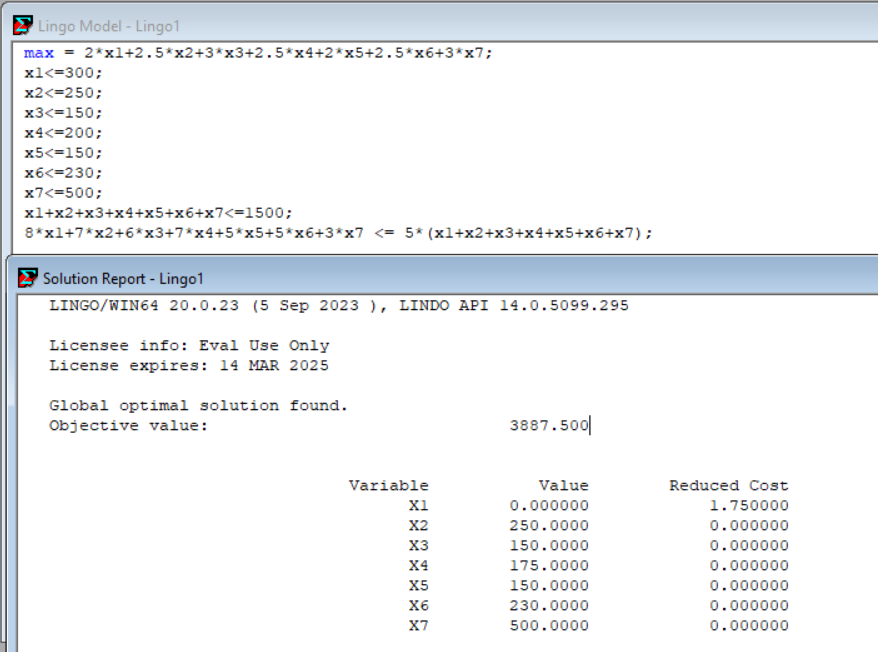 Lingo Model - Lingo1
max = 2*x1+2.5*x2+3*x3+2.5*x4+2*x5+2.5*x6+3*x7;
x1<=300;
x2<=250;
x3<=150;
x4<=200;
x5<=150;
x6<=230;
x7<=500;
x1+x2+x3+x4+x5+x6+x7<=1500;
8*x1+7*x2+6*x3+7*x4+5*x5+5*x6+3*x7 <= 5*(x1+x2+x3+x4+x5+x6+x7);
Solution Report - Lingo1
LINGO/WIN64 20.0.23 (5 Sep 2023 ), LINDO API 14.0.5099.295
Licensee info: Eval Use Only
License expires: 14 MAR 2025
Global optimal solution found.
Objective value: 3887.500
Variable Value Reduced Cost
X1 0.000000 1.750000
X2 250.0000 0.000000
X3 150.0000 0.000000
X4 175.0000 0.000000
X5 150.0000 0.000000
X6 230.0000 0.000000
X7 500.0000 0.000000